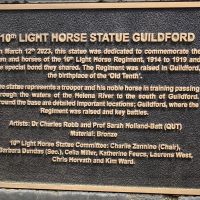 10th LIGHT HORSE STATUE GUILDFORD
On March 12th 2023, this statue was dedicated to commemorate the
men and horses of the 10th Light Horse Regiment, 1914 to 1919 and
the special bond they shared. The Regiment was raised in Guildford,
the birthplace of the 'Old Tenth'.
The statue represents a trooper and his noble horse in training passing
through the waters of the Helena River to the south of Guildford.
Around the base are detailed important locations; Guildford, where the
Regiment was raised and key battles.
Artists: Dr Charles Robb and Prof Sarah Holland-Batt (QUT)
Material: Bronze
10th Light Horse Statue Committee: Charlie Zannino (Chair),
Barbara Dundas (Dep.), Celia Miller, Katherine Feuce, Laurens West,
Chris Horvath and Kim Ward.